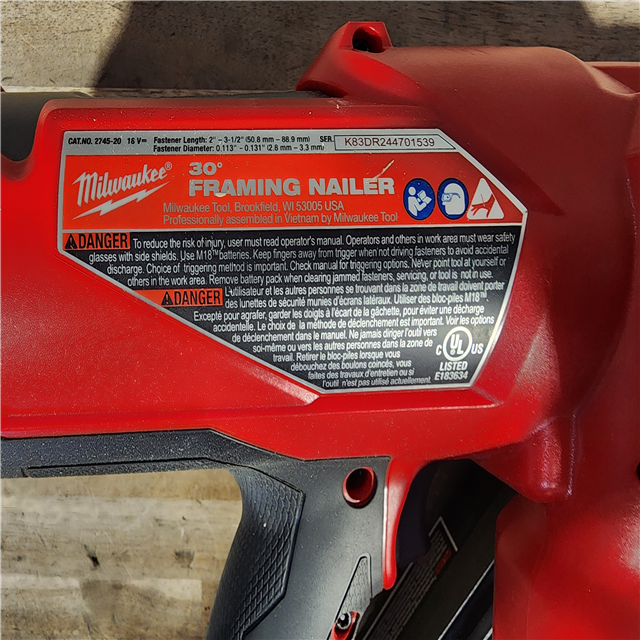 CAT.NO. 2745-20 18 V⎓ Fastener Length: 2" – 3-1/2" (50,8 mm – 88.9 mm) SER. K83DR244701539
Fastener Diameter: 0.113" - 0.131" (2.8 mm – 3.3 mm)
Milwaukee®
30°
FRAMING NAILER
Milwaukee Tool, Brookfield, WI 53005 USA
Professionally assembled in Vietnam by Milwaukee Tool
DANGER To reduce the risk of injury, user must read operator's manual. Operators and others in work area must wear safety
glasses with side shields. Use M18™ batteries. Keep fingers away from trigger when not driving fasteners to avoid accidental
discharge. Choice of triggering method is important. Check manual for triggering options. Never point tool at yourself or
others in the work area. Remove battery pack when clearing jammed fasteners, servicing, or tool is not in use.
DANGER L'utilisateur et les autres personnes se trouvant dans la zone de travail doivent porter
des lunettes de sécurité munies d'écrans latéraux. Utiliser des bloc-piles M18™.
Excepté pour agrafer, garder les doigts à l'écart de la gâchette, pour éviter une décharge
accidentelle. Le choix de la méthode de déclenchement est important. Voir les options
de déclenchement dans le manuel. Ne jamais diriger l'outil vers
soi-même ou vers les autres personnes dans la zone de
travail. Retirer le bloc-piles lorsque vous
débouchez des boulons coincés, vous
faites des travaux d'entretien ou si
l'outil n'est pas utilisé actuellement.
C UL US
LISTED
E183634